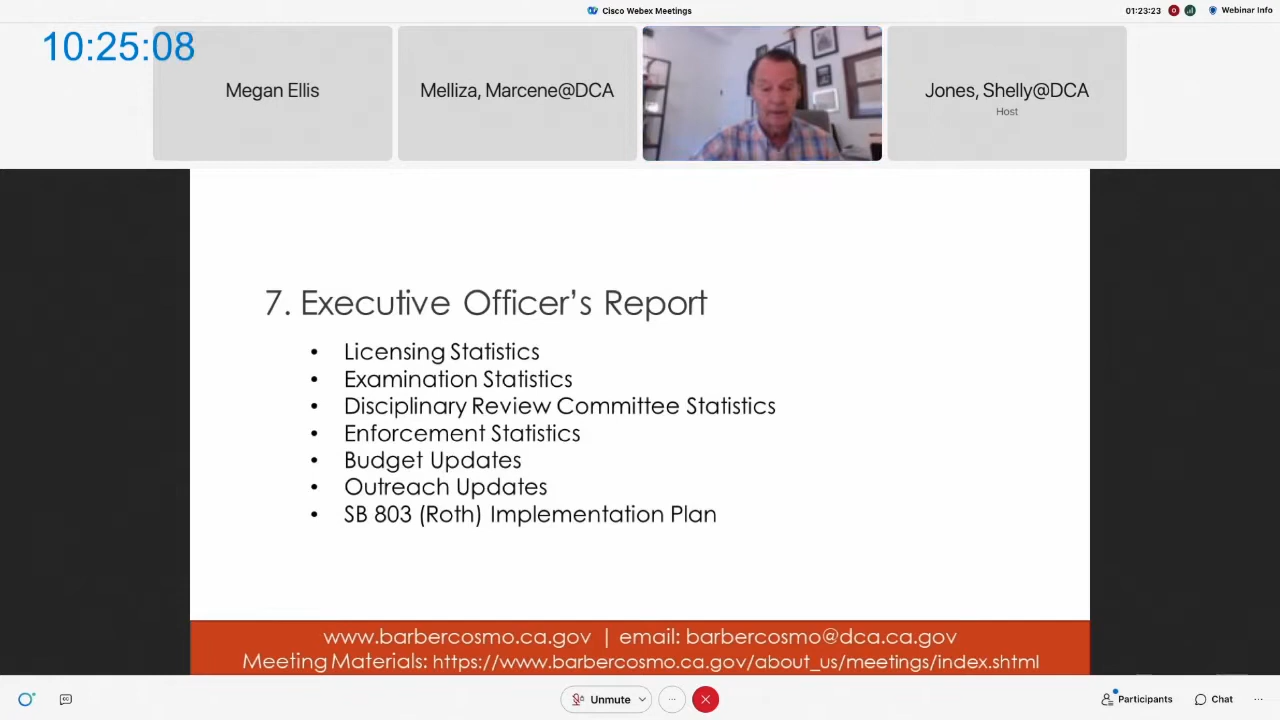 Cisco Webex Meetings
01:23:23
Webinar Info
10:25:08
Megan Ellis
Melliza, Marcene@DCA
Jones, Shelly@DCA
Host
7. Executive Officer's Report
• Licensing Statistics
• Examination Statistics
• Disciplinary Review Committee Statistics
• Enforcement Statistics
• Budget Updates
• Outreach Updates
• SB 803 (Roth) Implementation Plan
www.barbercosmo.ca.gov | email: barbercosmo@dca.ca.gov
Meeting Materials: https://www.barbercosmo.ca.gov/about_us/meetings/index.shtml
Unmute
Participants
Chat